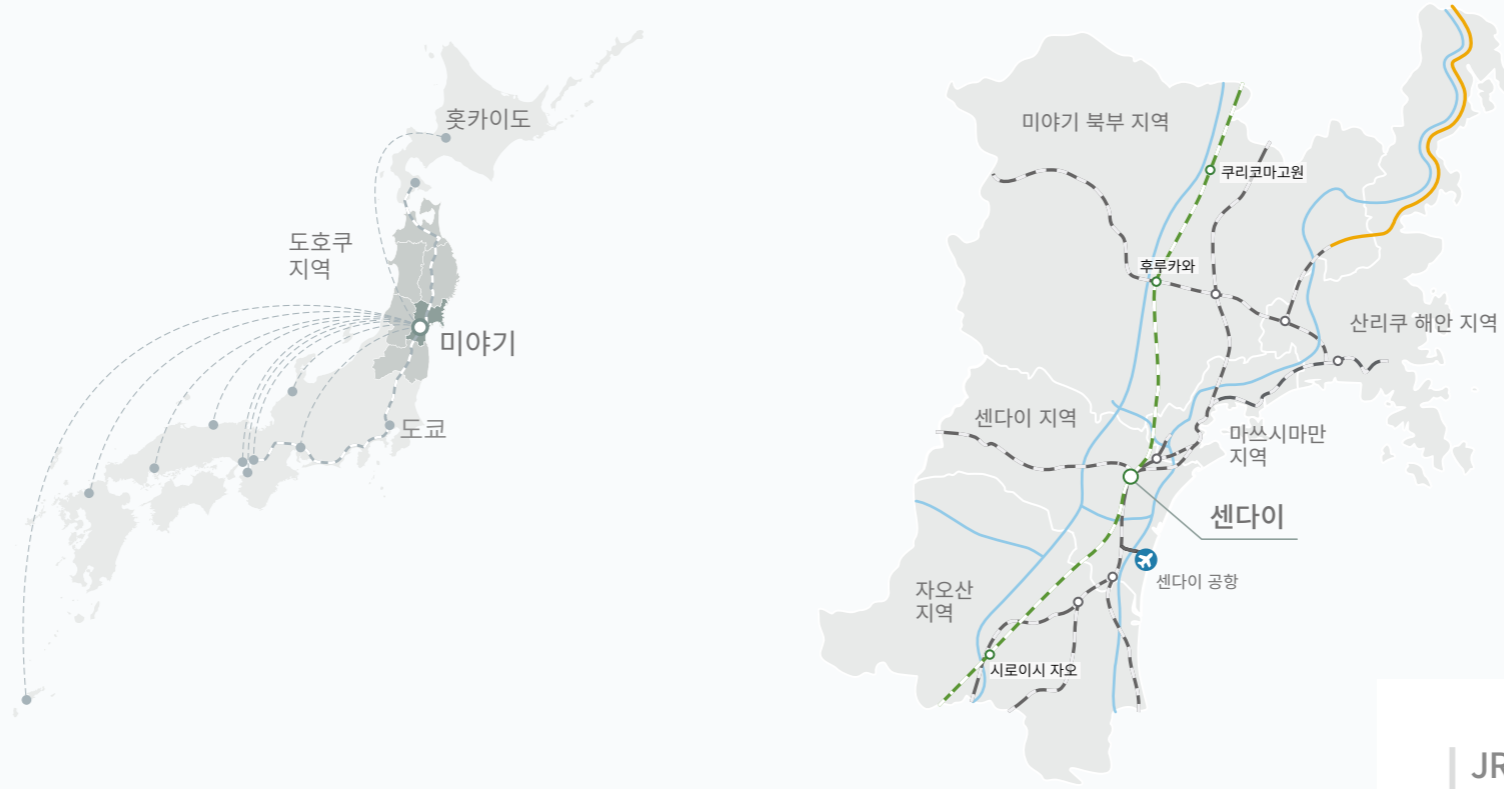 홋카이도
도호쿠
지역
미야기
도쿄
미야기 북부 지역
쿠리코마고원
후루카와
산리쿠 해안 지역
센다이 지역
마쓰시마만
지역
센다이
센다이 공항
자오산
지역
시로이시 자오
JR